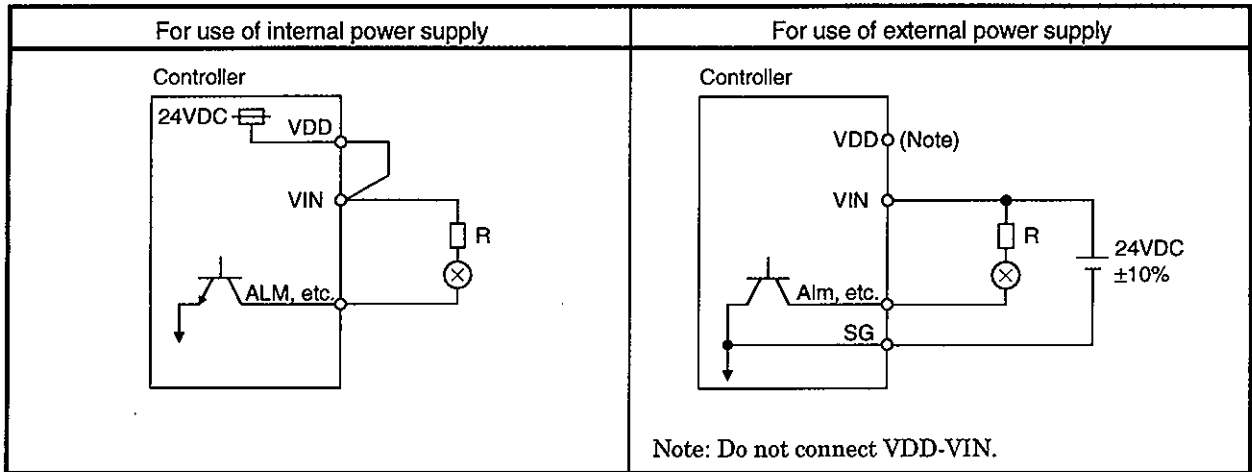 For use of internal power supply
For use of external power supply
Controller
24VDC
VDD
VIN
R
ALM, etc.
Controller
VDD (Note)
VIN
R
24VDC
±10%
Alm, etc.
SG
Note: Do not connect VDD-VIN.